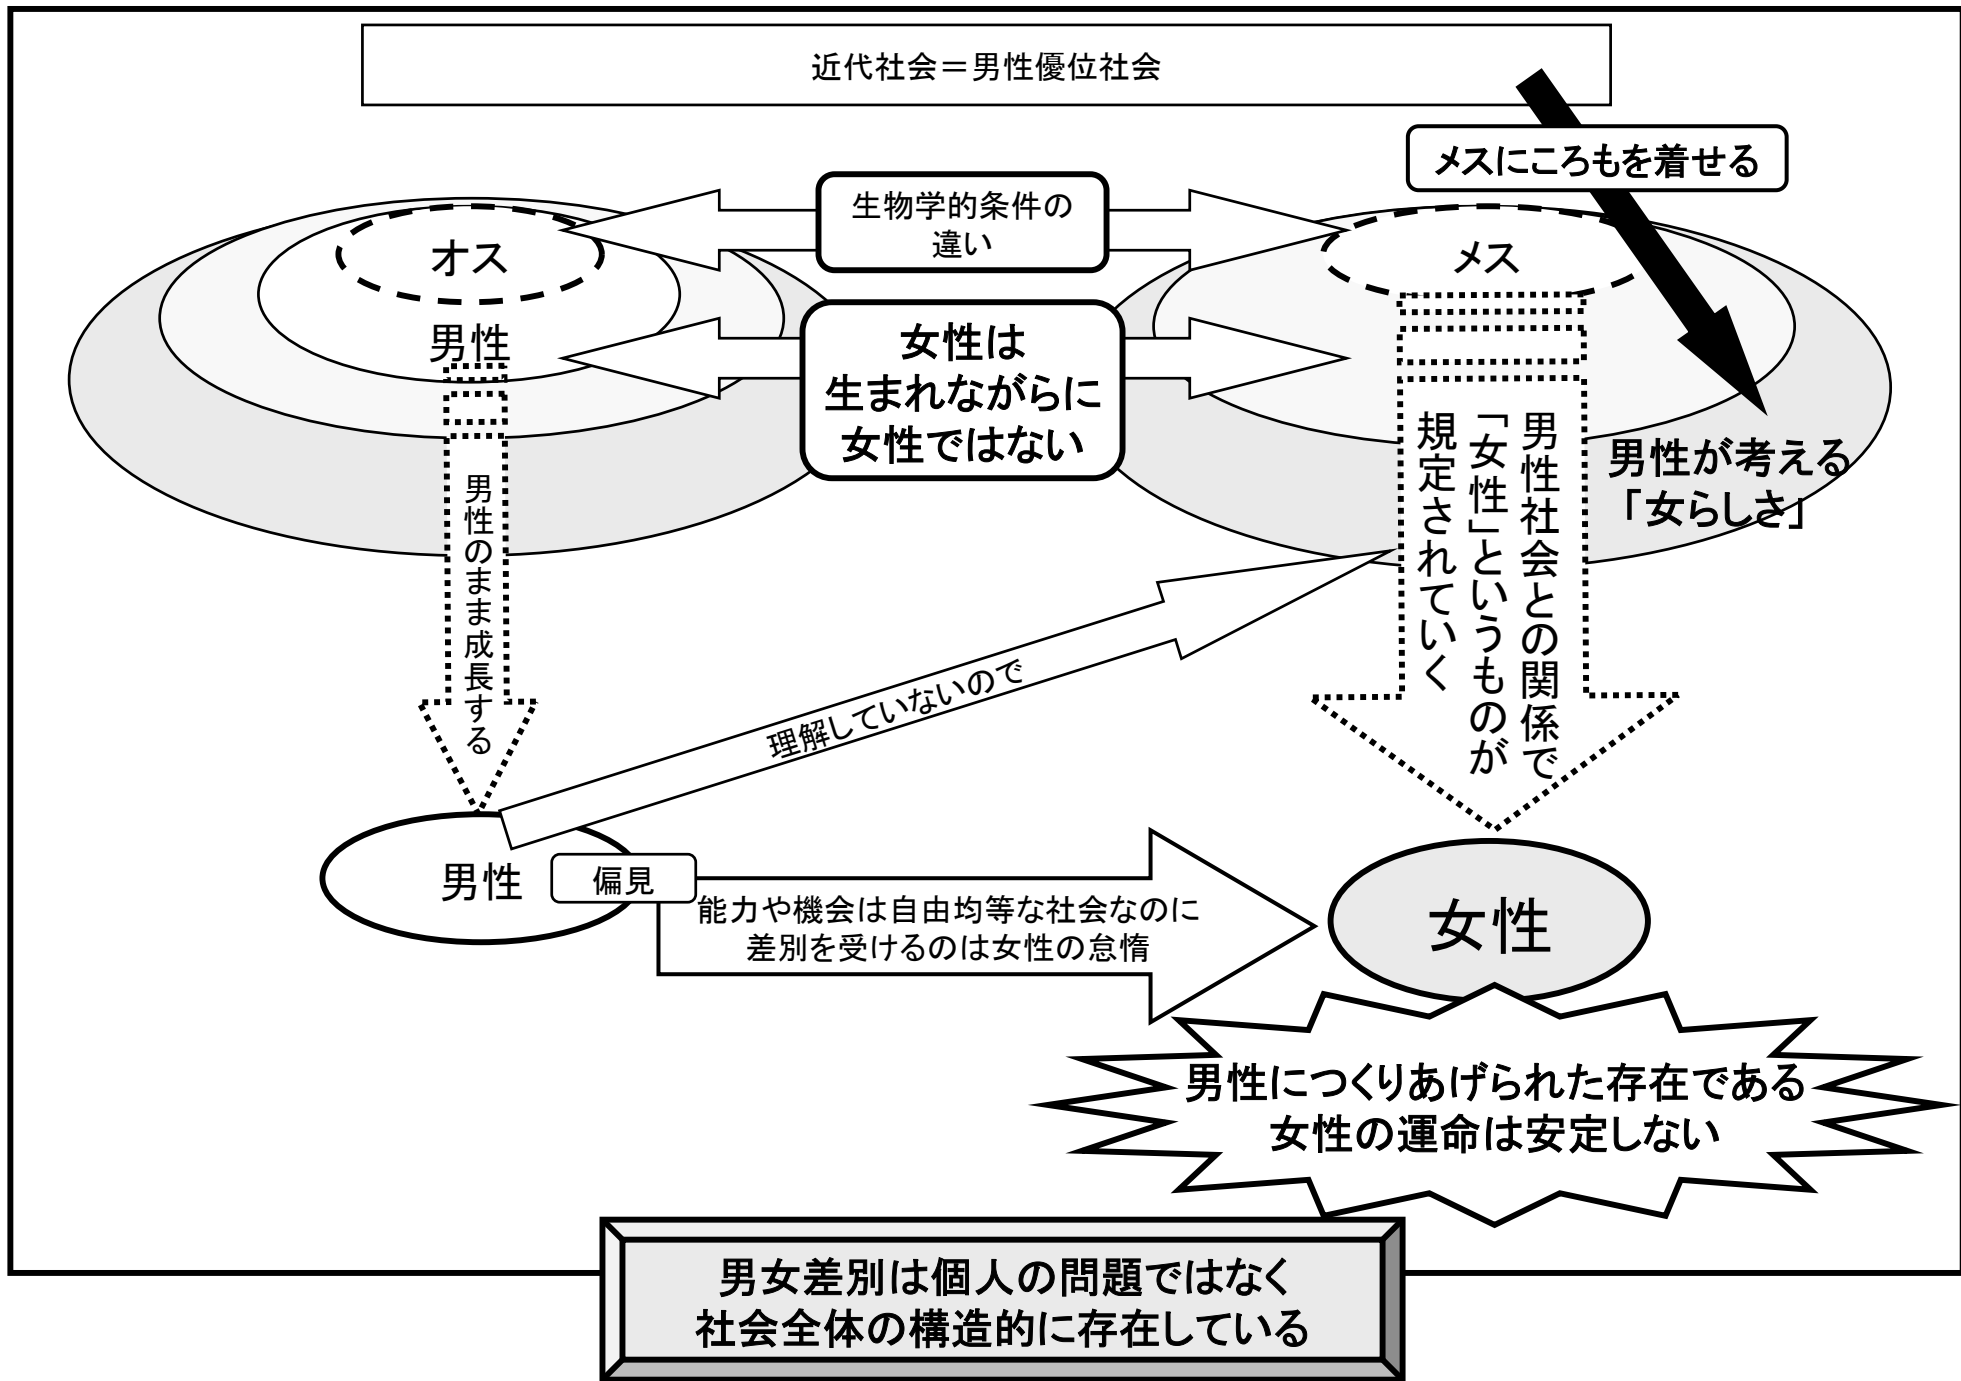 近代社会＝男性優位社会
メスにころもを着せる
生物学的条件の
違い
オス
メス
男性
女性は
生まれながらに
女性ではない
男性が考える
「女らしさ」
男性のまま成長する
男性社会との関係で
「女性」というものが
規定されていく
理解していないので
男性
偏見
能力や機会は自由均等な社会なのに
差別を受けるのは女性の怠惰
女性
男性につくりあげられた存在である
女性の運命は安定しない
男女差別は個人の問題ではなく
社会全体の構造的に存在している